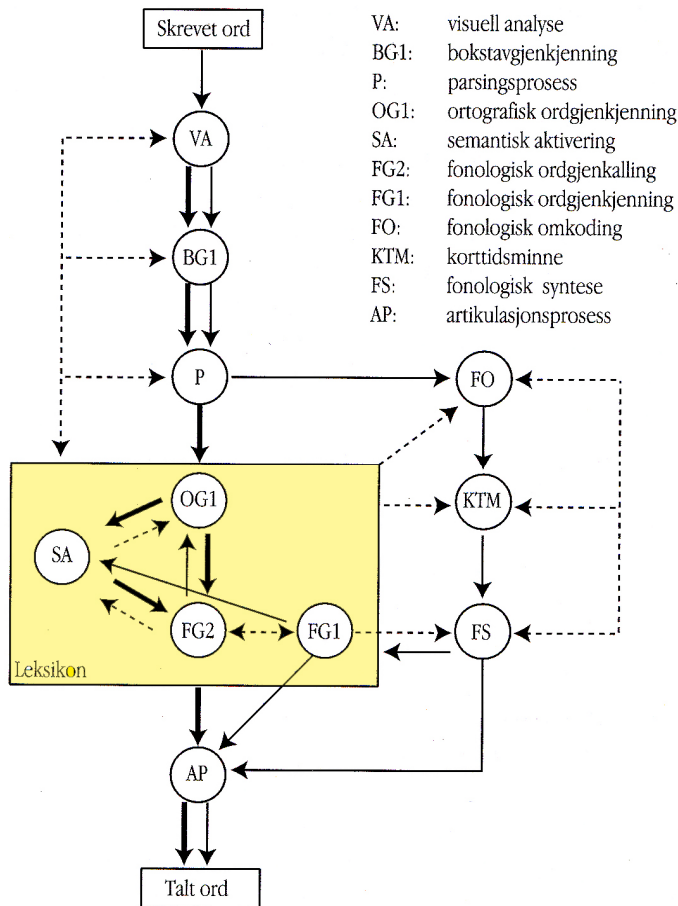 Skrevet ord
VA: visuell analyse
BG1: bokstavgjenkjenning
P: parsingsprosess
OG1: ortografisk ordgjenkjenning
SA: semantisk aktivering
FG2: fonologisk ordgjenkalling
FG1: fonologisk ordgjenkjenning
FO: fonologisk omkoding
KTM: korttidsminne
FS: fonologisk syntese
AP: artikulasjonsprosess
VA
BG1
P
FO
OG1
KTM
SA
FG2
FG1
FS
Leksikon
AP
Talt ord